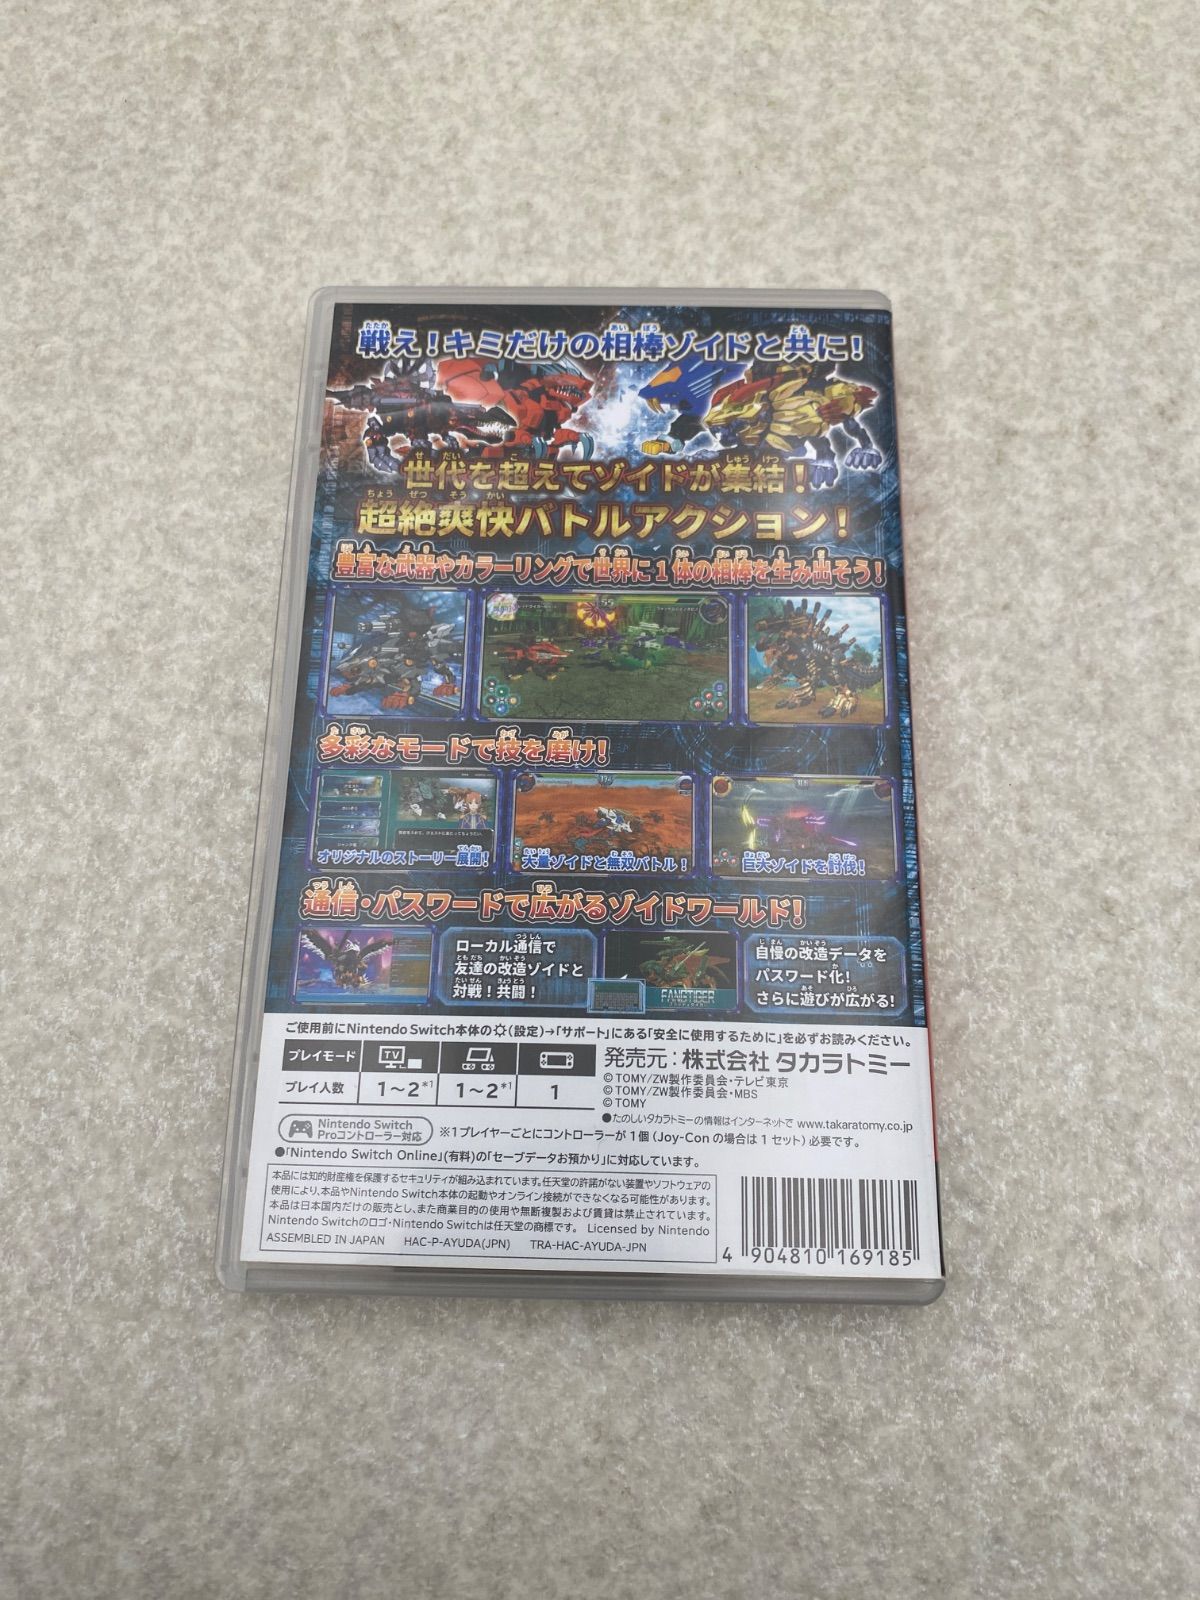 戦え!キミだけの相棒ゾイドと共に!
世代を超えてゾイドが集結!
超絶爽快バトルアクション!
豊富な武器やカラーリングで世界に1体の相棒を生み出そう!
多彩なモードで技を磨け!
オリジナルのストーリー展開!
大量ゾイドと無双バトル!
巨大ゾイドを討伐!
通信・パスワードで広がるゾイドワールド!
ローカル通信で
友達の改造ゾイドと
対戦!共闘!
FANGTIGER
自慢の改造データを
パスワード化!
さらに遊びが広がる!
ご使用前にNintendo Switch本体の(設定)→「サポート」にある「安全に使用するために」を必ずお読みください。
プレイモード TV
プレイ人数 1~2※1 1~2※1 1
発売元:株式会社 タカラトミー
© TOMY/ZW製作委員会・テレビ東京
© TOMY/ZW製作委員会・MBS
© TOMY
●たのしいタカラトミーの情報はインターネットで www.takaratomy.co.jp
Nintendo Switch
Proコントローラー対応
※1プレイヤーごとにコントローラーが1個(Joy-Conの場合は1セット)必要です。
●「Nintendo Switch Online」(有料)の「セーブデータお預かり」に対応しています。
本品には知的財産権を保護するセキュリティが組み込まれています。任天堂の許諾がない装置やソフトウェアの
使用により、本品やNintendo Switch本体の起動やオンライン接続ができなくなる可能性があります。
本品は日本国内だけの販売とし、また商業目的の使用や無断複製および賃貸は禁止されています。
Nintendo Switchのロゴ・Nintendo Switchは任天堂の商標です。 Licensed by Nintendo
ASSEMBLED IN JAPAN HAC-P-AYUDA(JPN) TRA-HAC-AYUDA-JPN
4 904810 169185